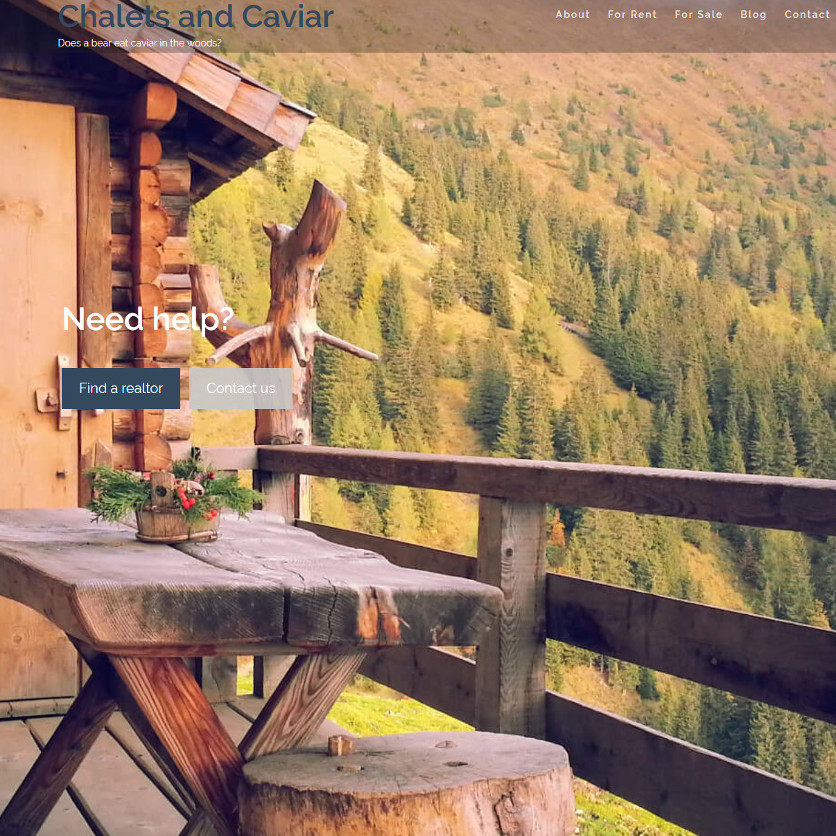 Chalets and Caviar
About For Rent For Sale Blog Contact
Does a bear eat caviar in the woods?
Need help?
Find a realtor Contact us